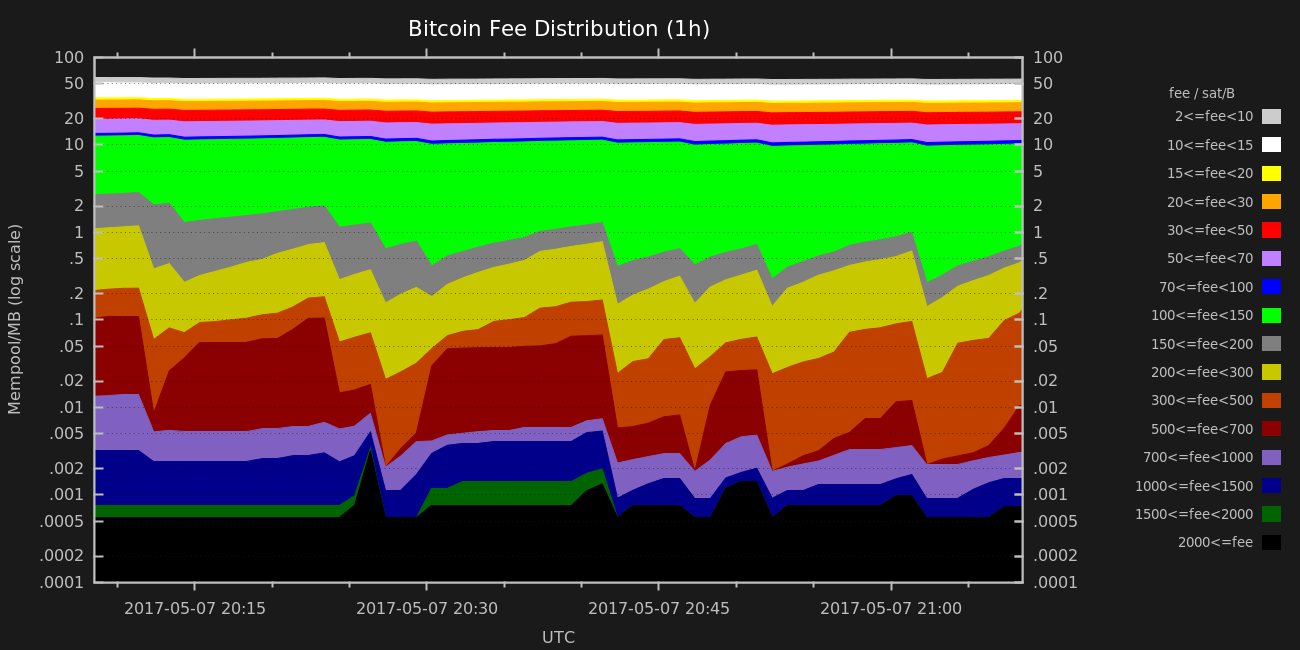 Bitcoin Fee Distribution (1h)
100 100
50 50
20 20
10 10
5 5
2 2
1 1
.5 .5
.2 .2
.1 .1
.05 .05
.02 .02
.01 .01
.005 .005
.002 .002
.001 .001
.0005 .0005
.0002 .0002
.0001 .0001
Mempool/MB (log scale)
2017-05-07 20:15 2017-05-07 20:30 2017-05-07 20:45 2017-05-07 21:00
UTC
fee / sat/B
2<=fee<10
10<=fee<15
15<=fee<20
20<=fee<30
30<=fee<50
50<=fee<70
70<=fee<100
100<=fee<150
150<=fee<200
200<=fee<300
300<=fee<500
500<=fee<700
700<=fee<1000
1000<=fee<1500
1500<=fee<2000
2000<=fee